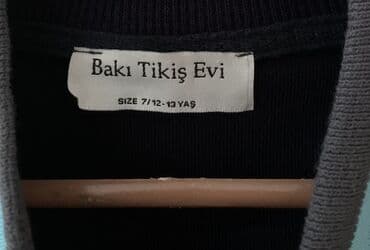 Bakı Tikiş Evi
SIZE 7/12-13 YAŞ